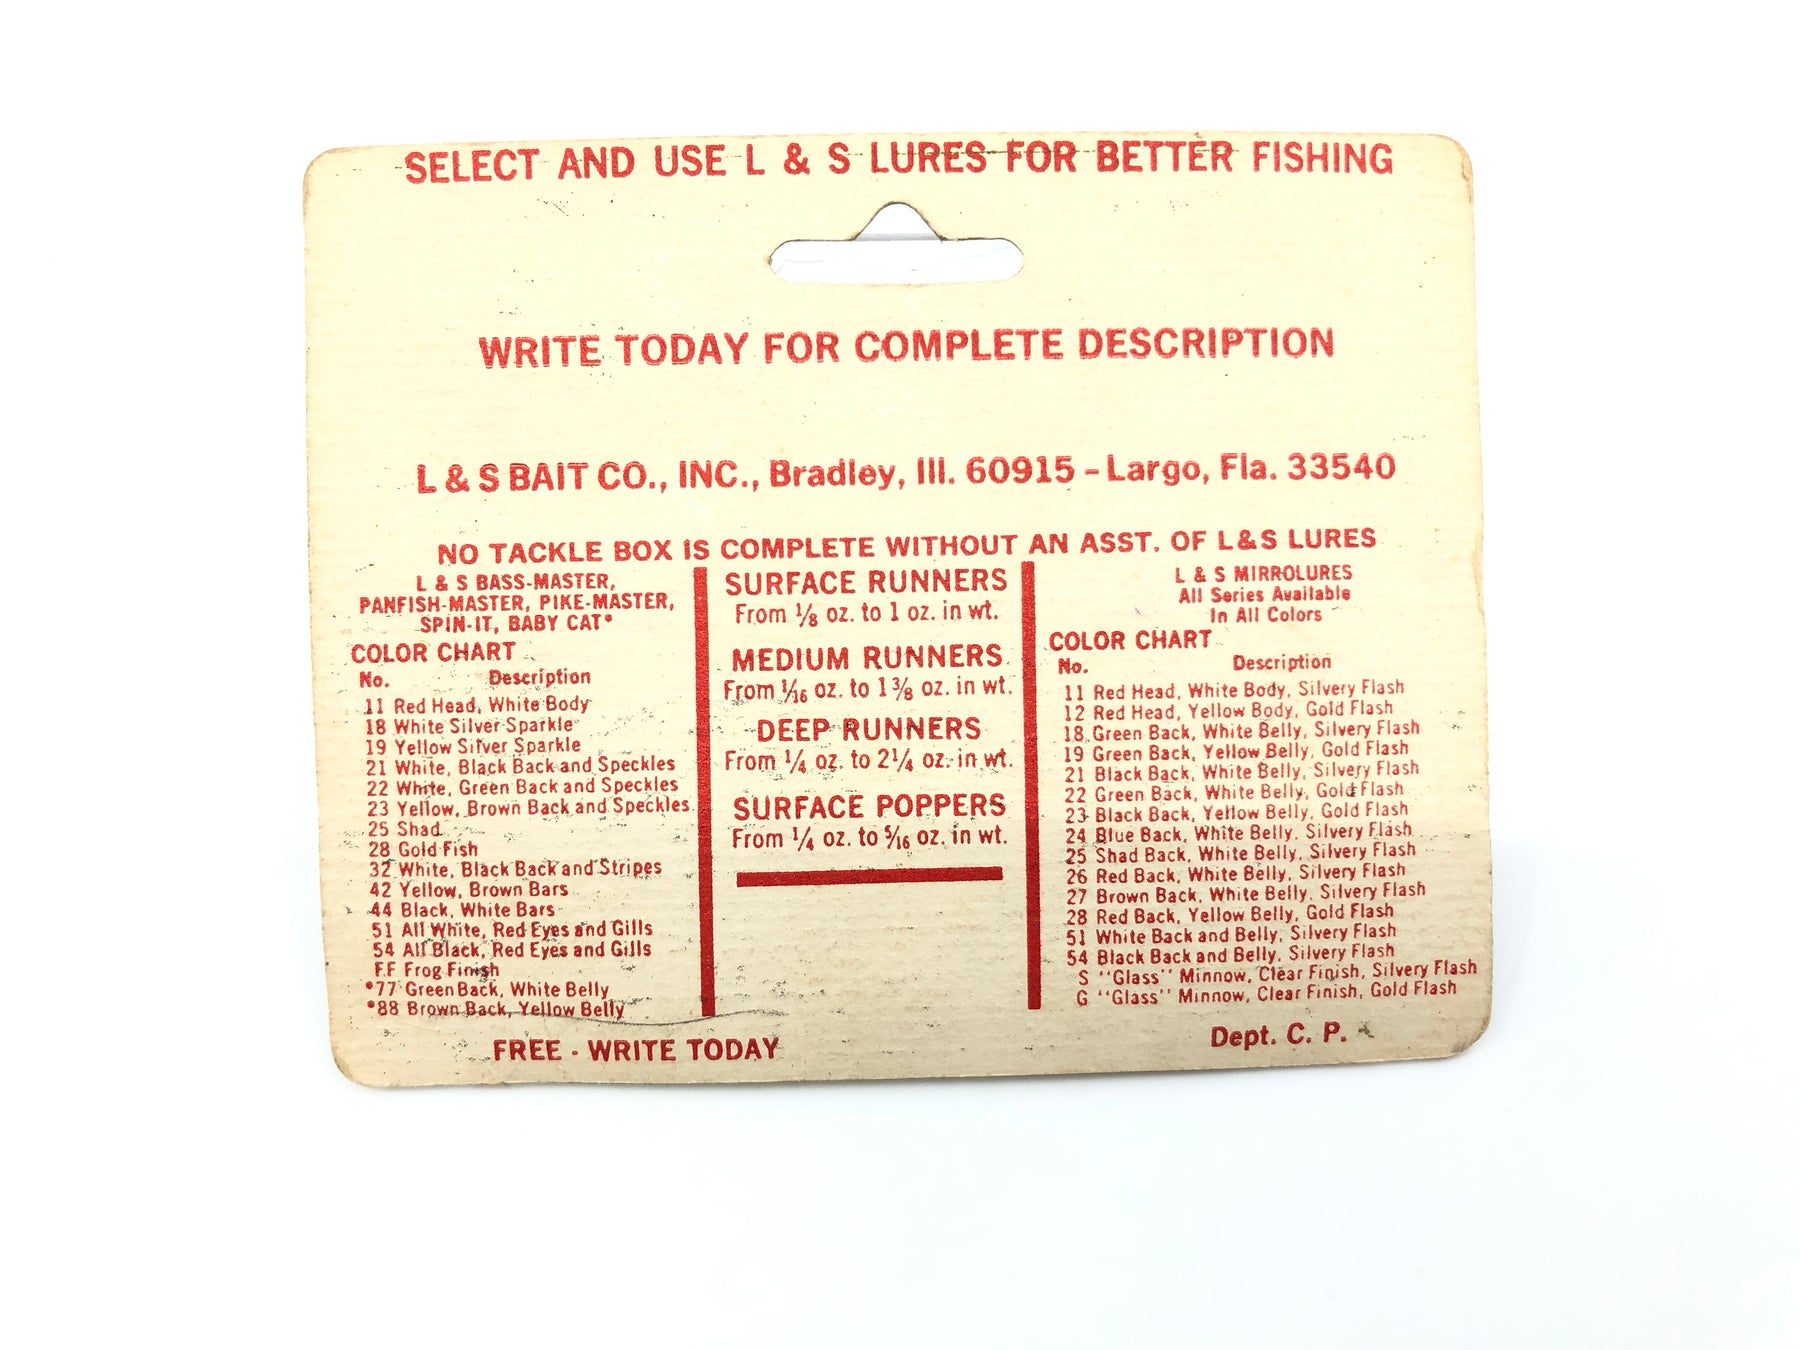 SELECT AND USE L & S LURES FOR BETTER FISHING
WRITE TODAY FOR COMPLETE DESCRIPTION
L & S BAIT CO., INC., Bradley, Ill. 60915 – Largo, Fla. 33540
NO TACKLE BOX IS COMPLETE WITHOUT AN ASST. OF L&S LURES
L & S BASS-MASTER,
PANFISH-MASTER, PIKE-MASTER,
SPIN-IT, BABY CAT*
COLOR CHART
No. Description
11 Red Head, White Body
18 White Silver Sparkle
19 Yellow Silver Sparkle
21 White, Black Back and Speckles
22 White, Green Back and Speckles
23 Yellow, Brown Back and Speckles
25 Shad
28 Gold Fish
32 White, Black Back and Stripes
42 Yellow, Brown Bars
44 Black, White Bars
51 All White, Red Eyes and Gills
54 All Black, Red Eyes and Gills
F.F Frog Finish
*77 Green Back, White Belly
*88 Brown Back, Yellow Belly
SURFACE RUNNERS
From 1/8 oz. to 1 oz. in wt.
MEDIUM RUNNERS
From 1/16 oz. to 1 3/8 oz. in wt.
DEEP RUNNERS
From 1/4 oz. to 2 1/4 oz. in wt.
SURFACE POPPERS
From 1/4 oz. to 5/16 oz. in wt.
L & S MIRROLURES
All Series Available
In All Colors
COLOR CHART
No. Description
11 Red Head, White Body, Silvery Flash
12 Red Head, Yellow Body, Gold Flash
18 Green Back, White Belly, Silvery Flash
19 Green Back, Yellow Belly, Gold Flash
21 Black Back, White Belly, Silvery Flash
22 Green Back, White Belly, Gold Flash
23 Black Back, Yellow Belly, Gold Flash
24 Blue Back, White Belly, Silvery Flash
25 Shad Back, White Belly, Silvery Flash
26 Red Back, White Belly, Silvery Flash
27 Brown Back, White Belly, Silvery Flash
28 Red Back, Yellow Belly, Gold Flash
51 White Back and Belly, Silvery Flash
54 Black Back and Belly, Silvery Flash
S "Glass" Minnow, Clear Finish, Silvery Flash
G "Glass" Minnow, Clear Finish, Gold Flash
FREE - WRITE TODAY
Dept. C. P.